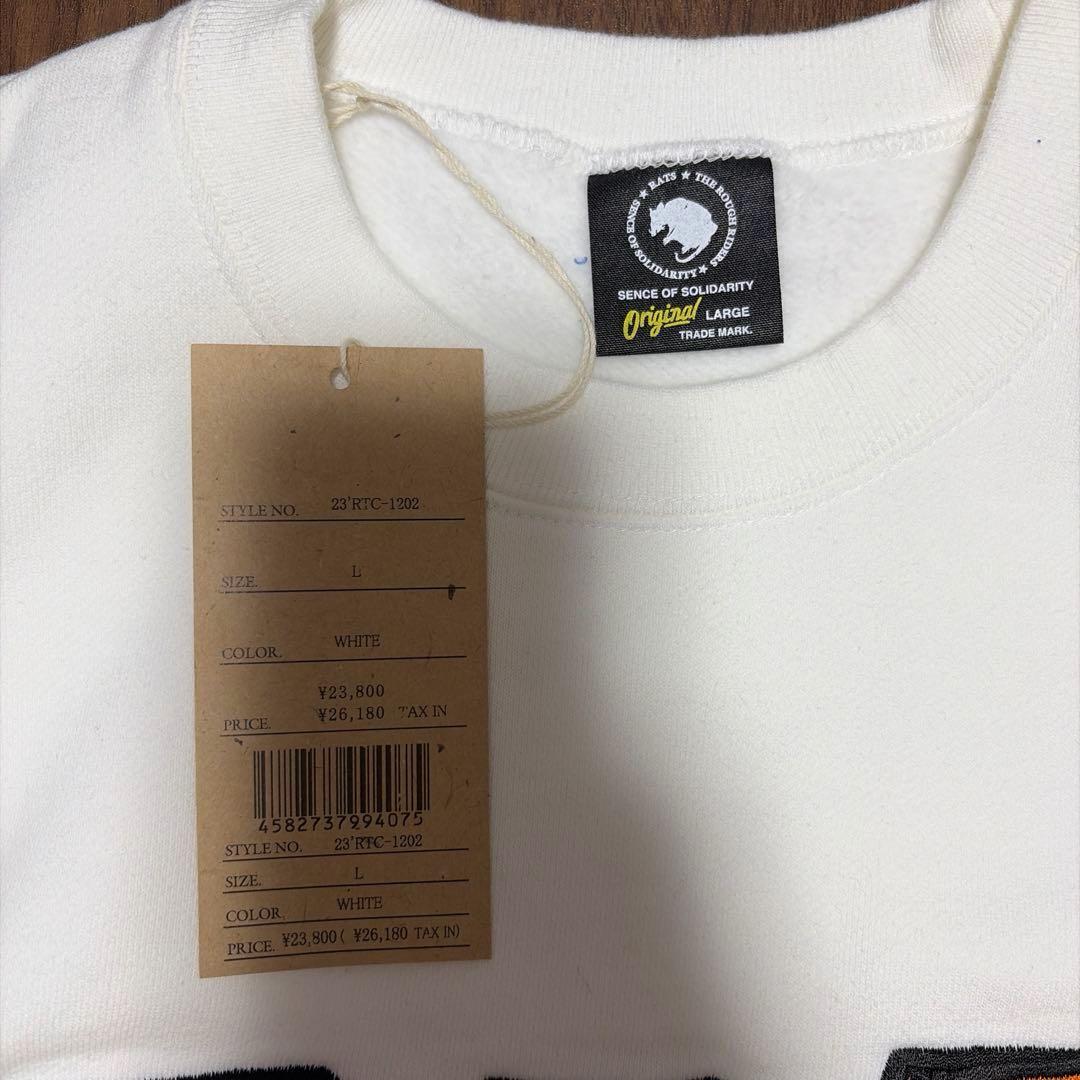 ★ RATS ★ THE ROUGH RIDERS
SENCE OF SOLIDARITY ★
SENCE OF SOLIDARITY
Original LARGE
TRADE MARK.
STYLE NO. 23'RTC-1202
SIZE. L
COLOR. WHITE
¥23,800
PRICE. ¥26,180 TAX IN
4582737994075
STYLE NO. 23'RTC-1202
SIZE. L
COLOR. WHITE
PRICE. ¥23,800 ( ¥26,180 TAX IN)